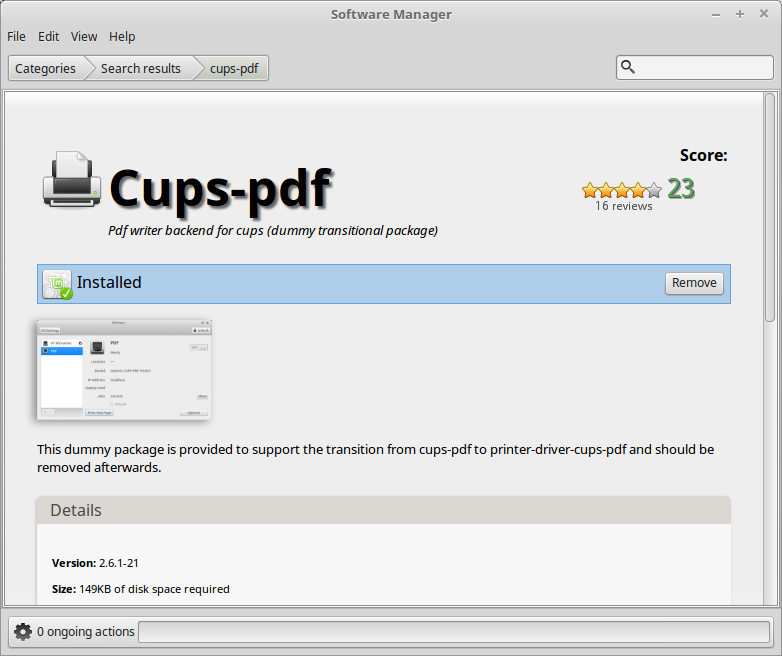 Software Manager
File Edit View Help
Categories Search results cups-pdf
Score:
Cups-pdf
23
16 reviews
Pdf writer backend for cups (dummy transitional package)
Installed Remove
PDF
This dummy package is provided to support the transition from cups-pdf to printer-driver-cups-pdf and should be
removed afterwards.
Details
Version: 2.6.1-21
Size: 149KB of disk space required
0 ongoing actions